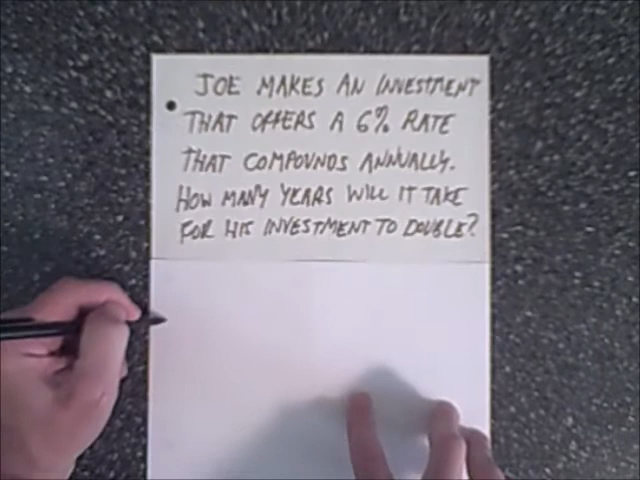 JOE MAKES AN INVESTMENT
THAT OFFERS A 6% RATE
THAT COMPOUNDS ANNUALLY.
HOW MANY YEARS WILL IT TAKE
FOR HIS INVESTMENT TO DOUBLE?